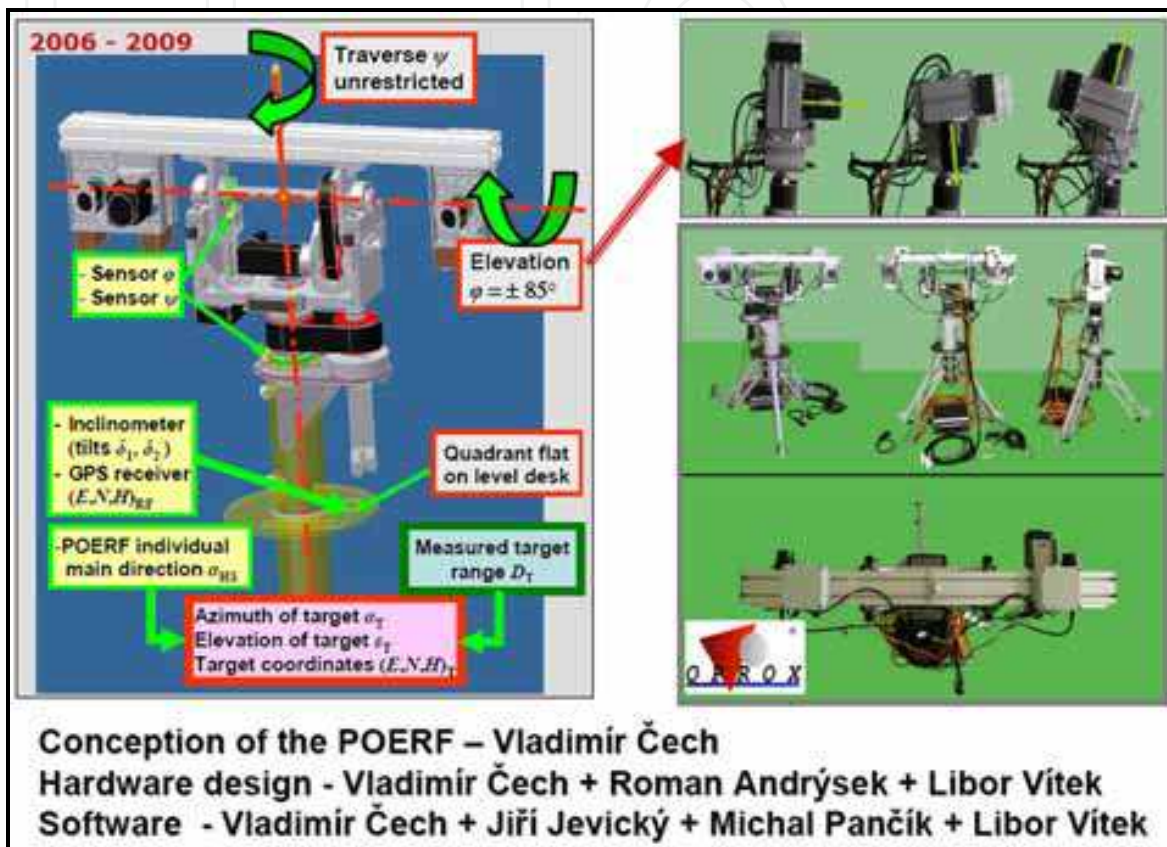 2006 - 2009
Traverse ψ
unrestricted
Elevation
φ = ± 85°
- Sensor φ
- Sensor ψ
- Inclinometer
(tilts δ₁, δ₂)
- GPS receiver
(E,N,H)RF
Quadrant flat
on level desk
-POERF individual
main direction αHS
Measured target
range DT
Azimuth of target αT
Elevation of target εT
Target coordinates (E,N,H)T
OPROX
Conception of the POERF – Vladimír Čech
Hardware design - Vladimír Čech + Roman Andrýsek + Libor Vítek
Software - Vladimír Čech + Jiří Jevický + Michal Pančík + Libor Vítek